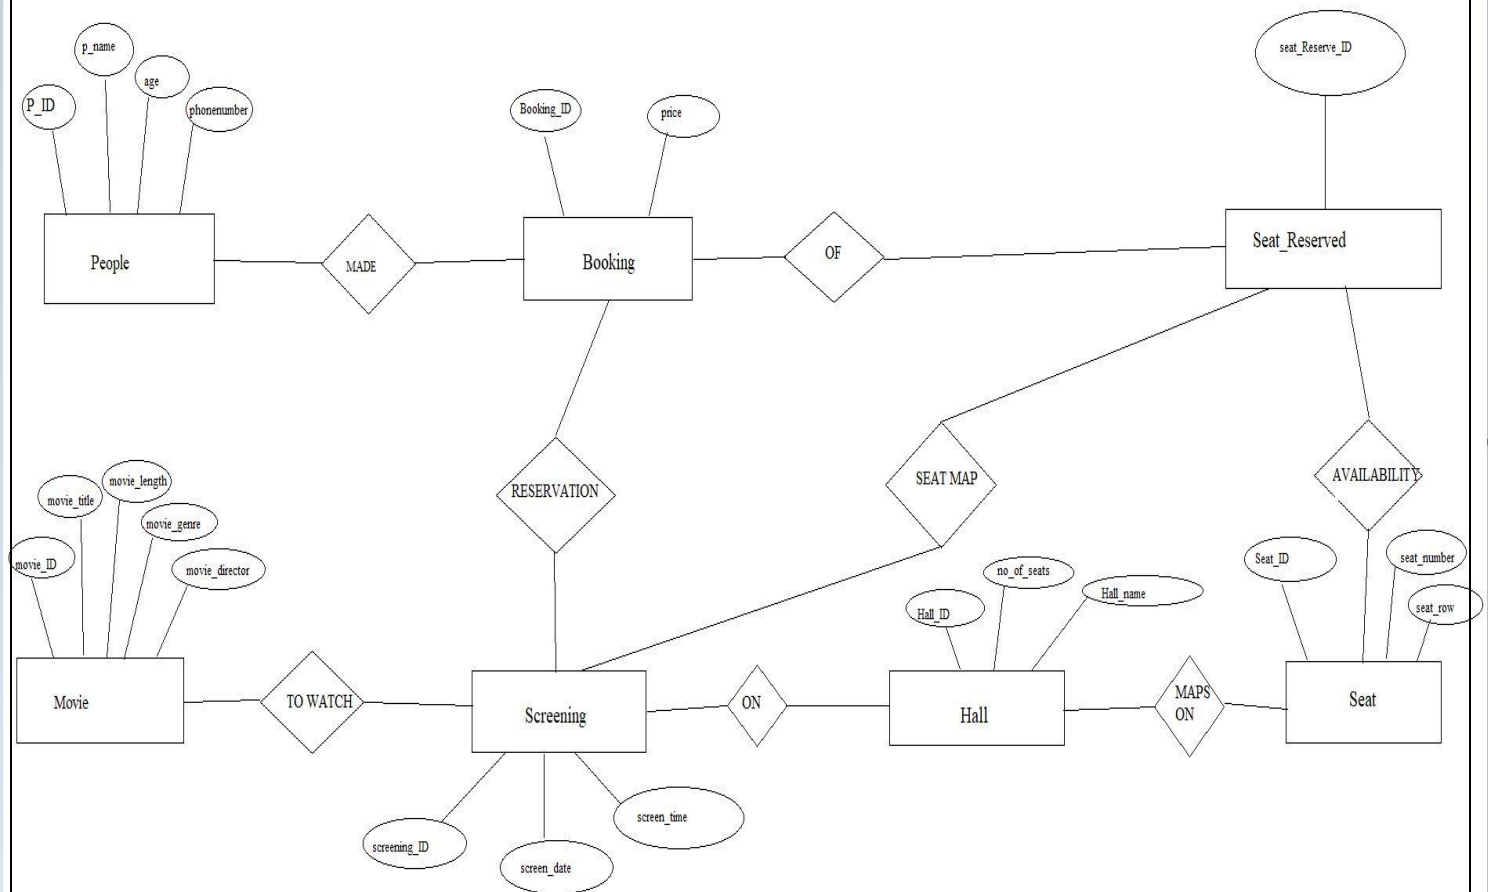 p_name
seat_Reserve_ID
age
P_ID
phonenumber
Booking_ID
price
People
MADE
Booking
OF
Seat_Reserved
RESERVATION
SEAT MAP
AVAILABILITY
movie_length
movie_title
movie_genre
movie_ID
movie_director
Hall_ID
no_of_seats
Hall_name
Seat_ID
seat_number
seat_row
Movie
TO WATCH
Screening
ON
Hall
MAPS
ON
Seat
screening_ID
screen_date
screen_time